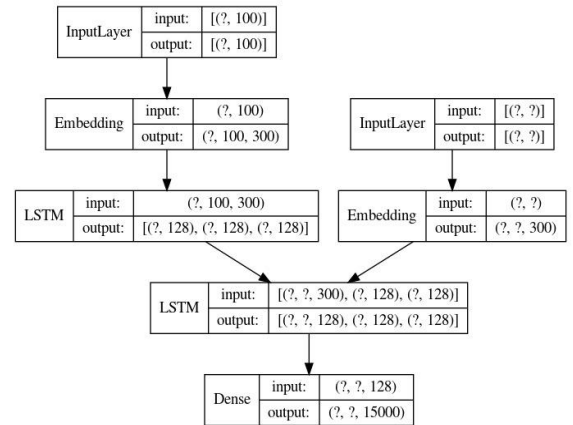 InputLayer
input: [(?, 100)]
output: [(?, 100)]
Embedding
input: (?, 100)
output: (?, 100, 300)
InputLayer
input: [(?, ?)]
output: [(?, ?)]
LSTM
input: (?, 100, 300)
output: [(?, 128), (?, 128), (?, 128)]
Embedding
input: (?, ?)
output: (?, ?, 300)
LSTM
input: [(?, ?, 300), (?, 128), (?, 128)]
output: [(?, ?, 128), (?, 128), (?, 128)]
Dense
input: (?, ?, 128)
output: (?, ?, 15000)